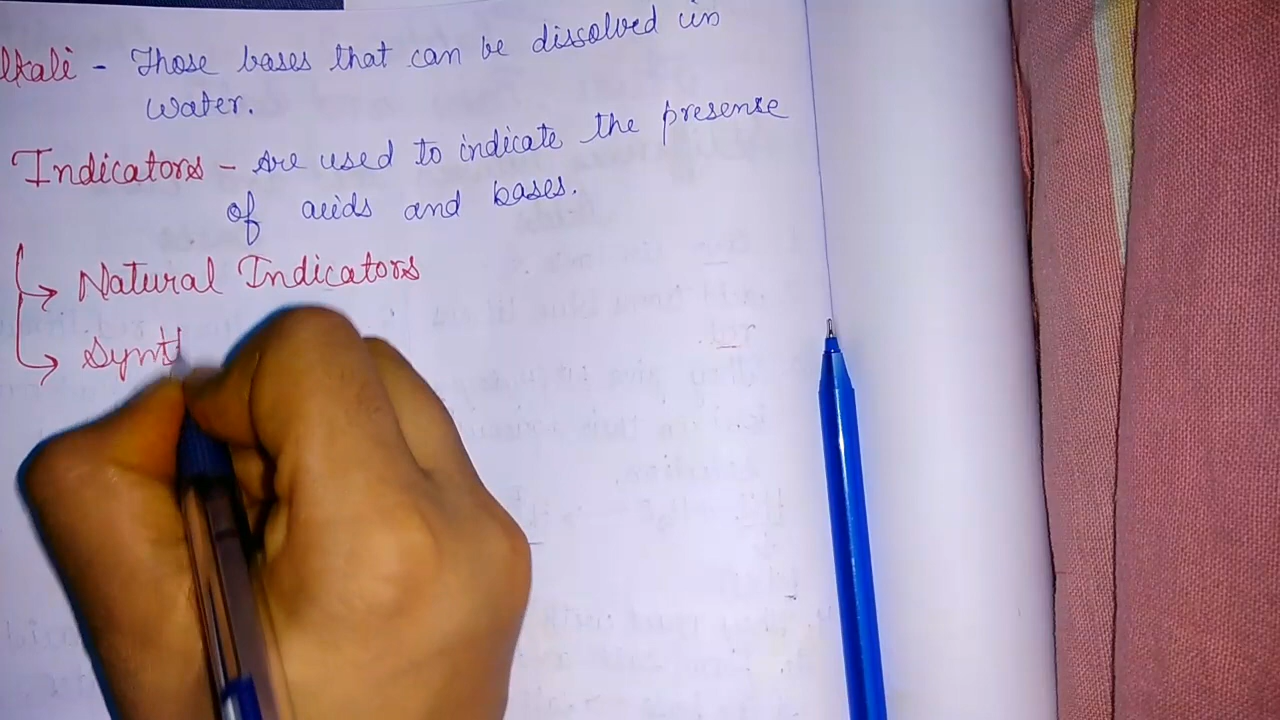 lkali - Those bases that can be dissolved in
water.
Indicators - are used to indicate the presense
of acids and bases.
→ Natural Indicators
→ Synth